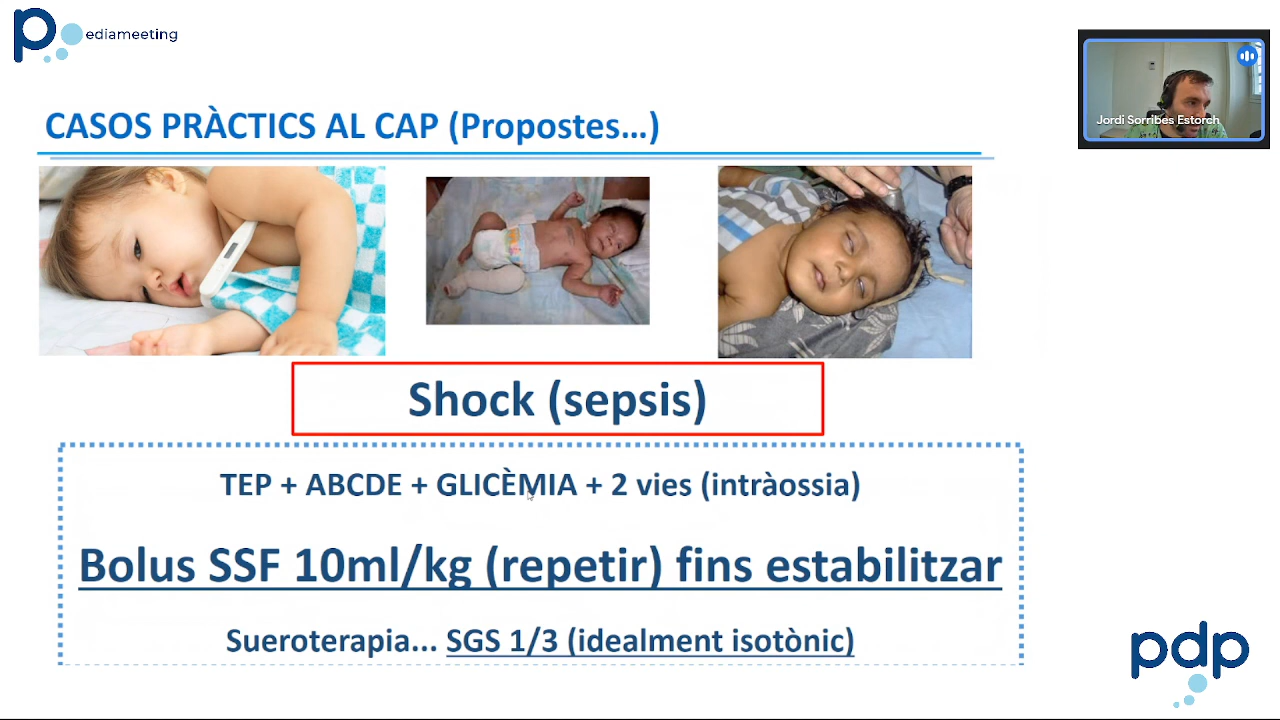 pediameeting
Jordi Sorribes Estorch
CASOS PRÀCTICS AL CAP (Propostes...)
Shock (sepsis)
TEP + ABCDE + GLICÈMIA + 2 vies (intràossia)
Bolus SSF 10ml/kg (repetir) fins estabilitzar
Sueroterapia... SGS 1/3 (idealment isotònic)
pdp